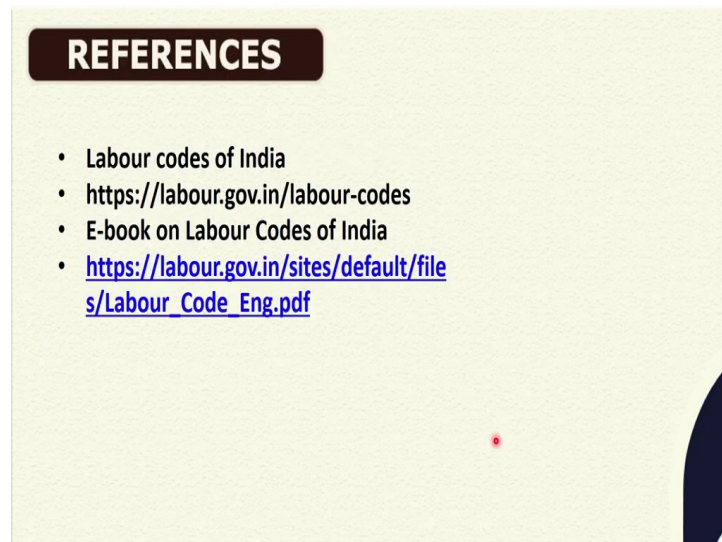 REFERENCES
• Labour codes of India
• https://labour.gov.in/labour-codes
• E-book on Labour Codes of India
• https://labour.gov.in/sites/default/file
s/Labour_Code_Eng.pdf